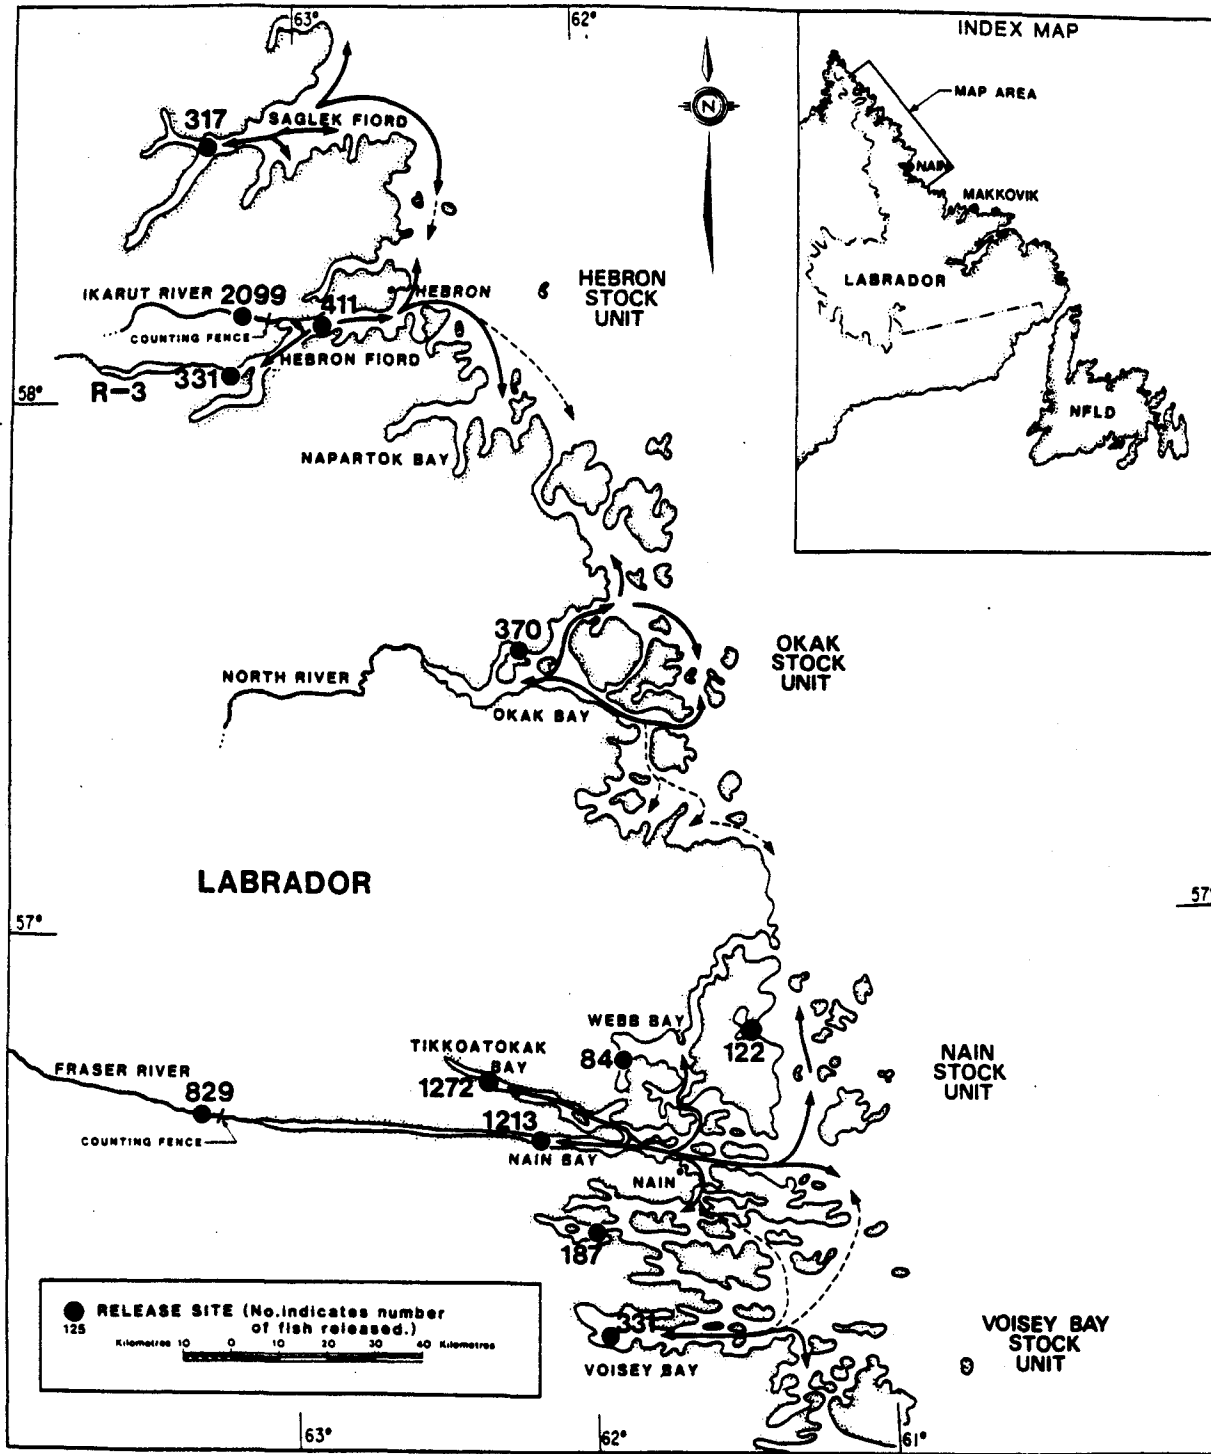 63°
62°
INDEX MAP
MAP AREA
NAIN
MAKKOVIK
LABRADOR
NFLD
317
SAGLEK FIORD
N
HEBRON
STOCK
UNIT
IKARUT RIVER
2099
411
HEBRON
COUNTING FENCE
HEBRON FIORD
R-3
331
58°
NAPARTOK BAY
370
OKAK
STOCK
UNIT
NORTH RIVER
OKAK BAY
LABRADOR
57°
57°
WEBB BAY
TIKKOATOKAK
BAY
84
122
NAIN
STOCK
UNIT
FRASER RIVER
829
1272
1213
COUNTING FENCE
NAIN BAY
NAIN
187
331
VOISEY BAY
VOISEY BAY
STOCK
UNIT
RELEASE SITE (No.indicates number
125
of fish released.)
Kilometres 10 0 10 20 30 40 Kilometres
63°
62°
61°